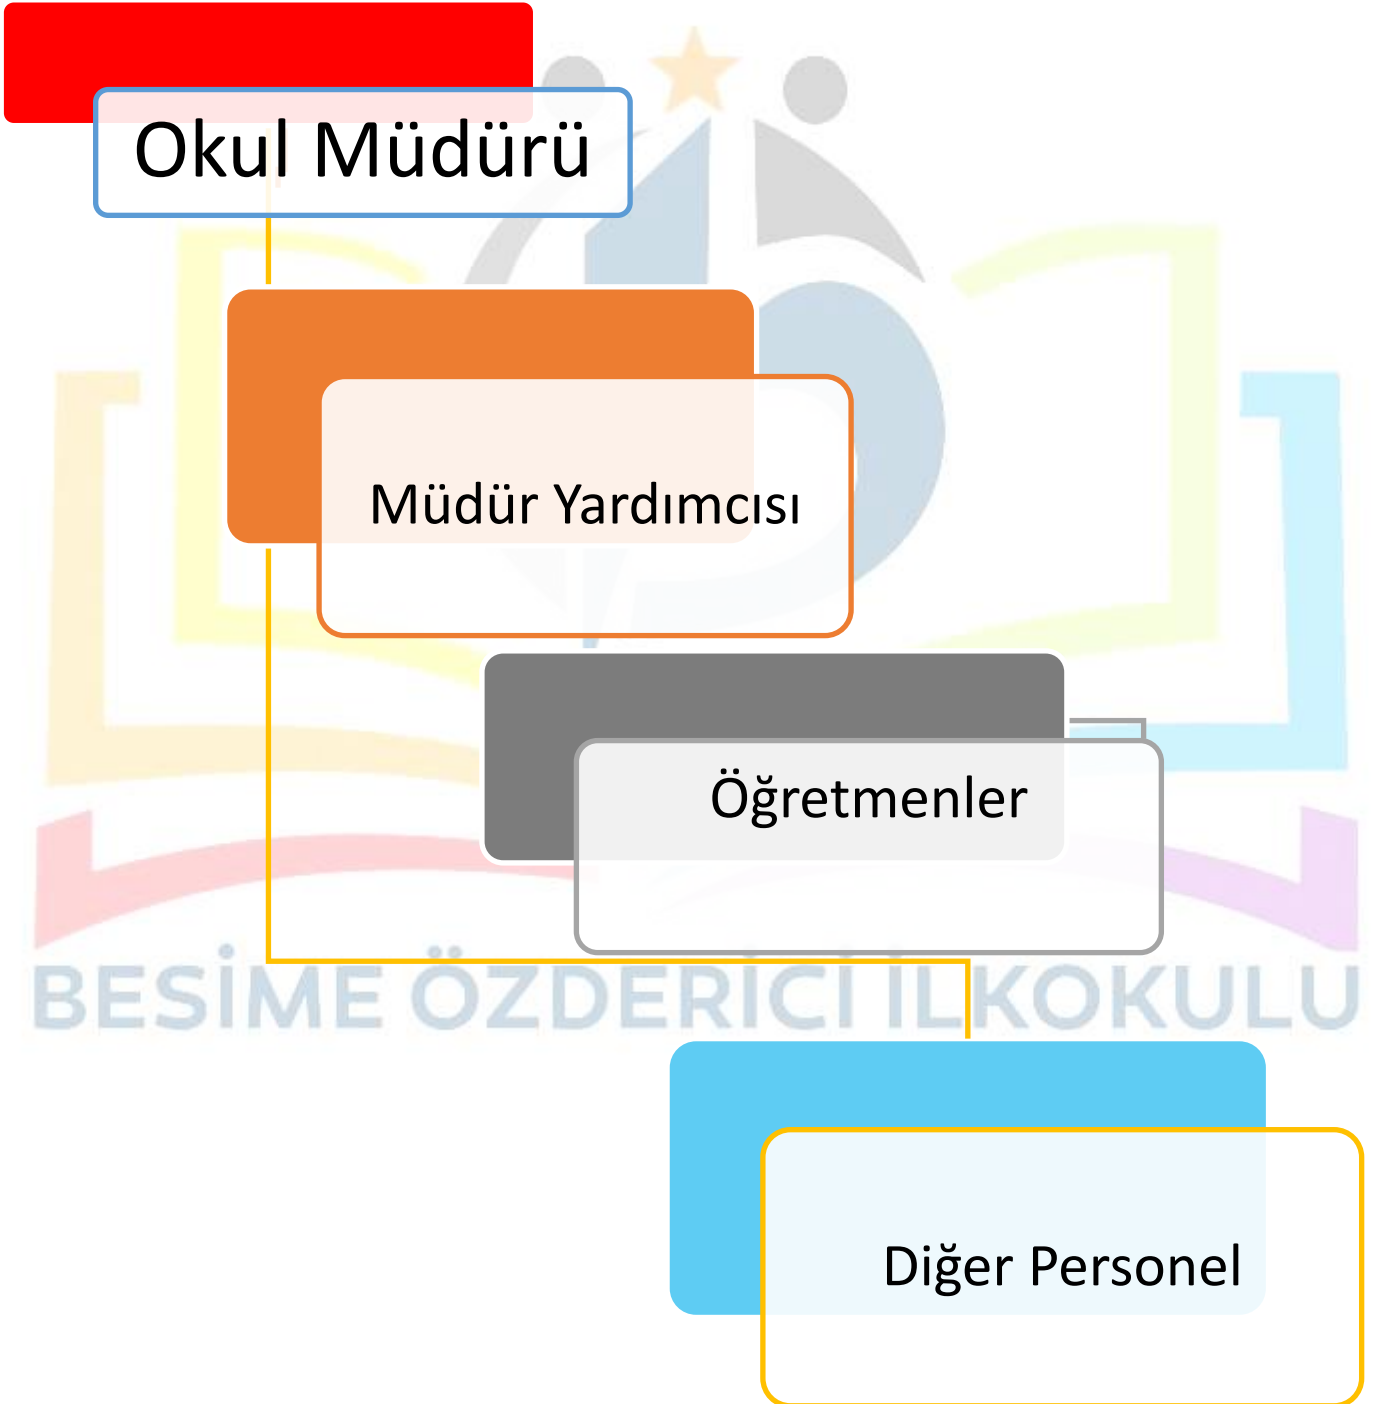 Okul Müdürü
Müdür Yardımcısı
Öğretmenler
BESİME ÖZDERİCİ İLKOKULU
Diğer Personel